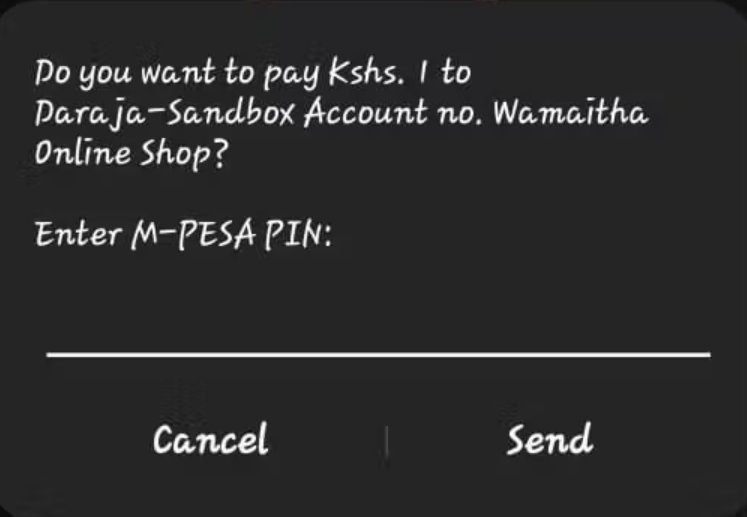 Do you want to pay Kshs. 1 to
Daraja-Sandbox Account no. Wamaitha
Online Shop?
Enter M-PESA PIN:
Cancel | Send